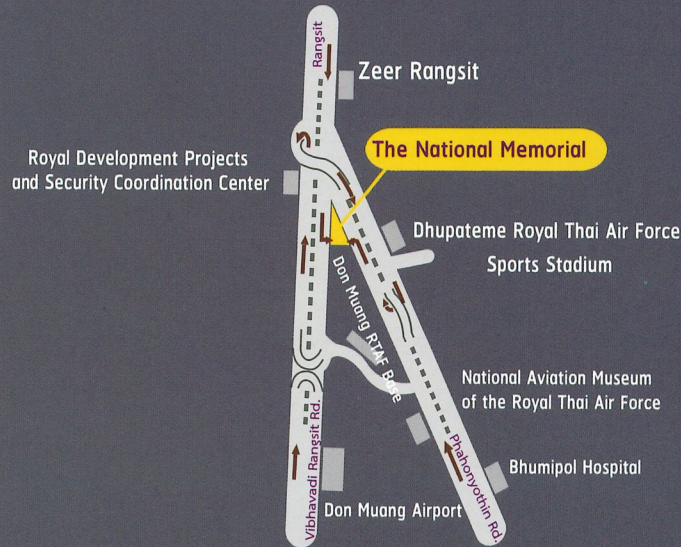 Rangsit
Zeer Rangsit
The National Memorial
Royal Development Projects
and Security Coordination Center
Dhupateme Royal Thai Air Force
Sports Stadium
Don Muang RTAF Base
National Aviation Museum
of the Royal Thai Air Force
Vibhavadi Rangsit Rd.
Phahonyothin Rd.
Bhumipol Hospital
Don Muang Airport